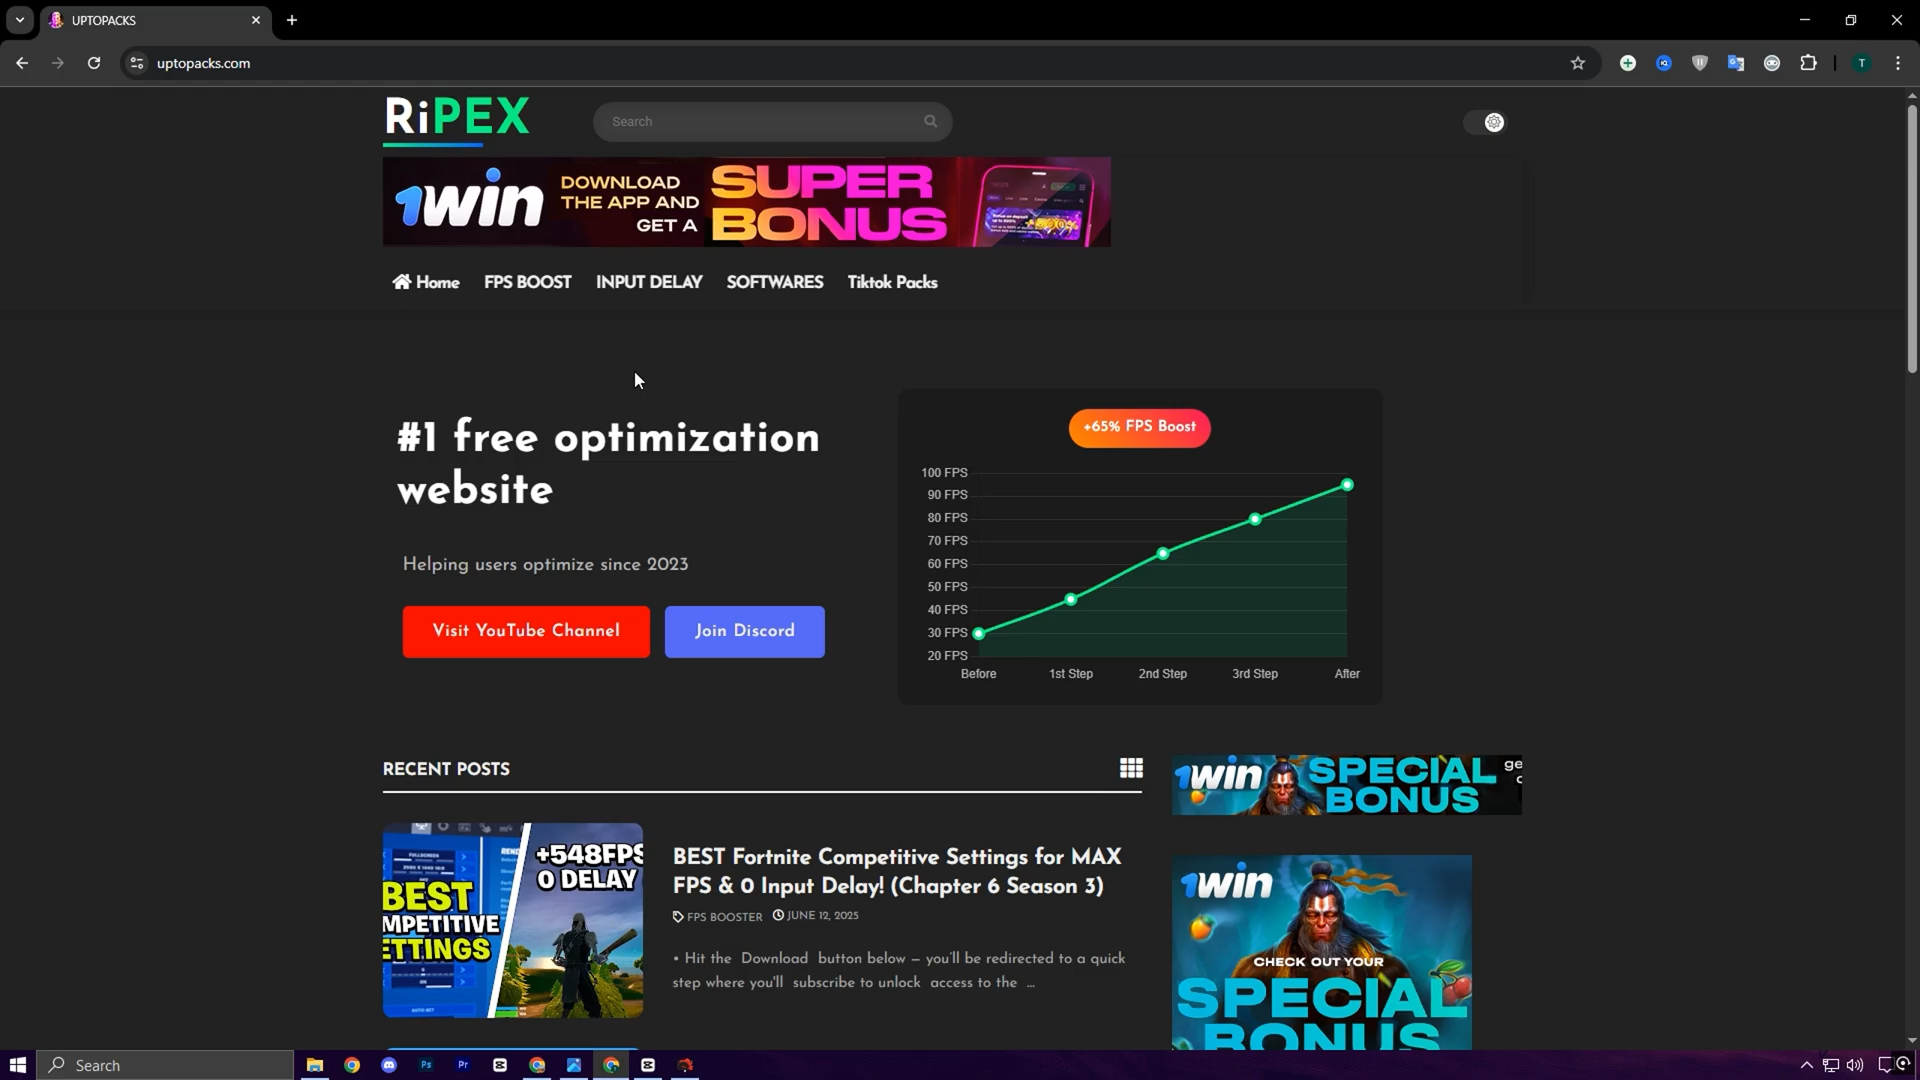 UPTOPACKS
uptopacks.com
T
RiPEX
Search
1win
DOWNLOAD
THE APP AND
GET A
SUPER
BONUS
Home
FPS BOOST
INPUT DELAY
SOFTWARES
Tiktok Packs
#1 free optimization
website
Helping users optimize since 2023
Visit YouTube Channel
Join Discord
+65% FPS Boost
100 FPS
90 FPS
80 FPS
70 FPS
60 FPS
50 FPS
40 FPS
30 FPS
20 FPS
Before
1st Step
2nd Step
3rd Step
After
RECENT POSTS
BEST
MPETITIVE
ETTINGS
+548FPS
0 DELAY
BEST Fortnite Competitive Settings for MAX
FPS & 0 Input Delay! (Chapter 6 Season 3)
FPS BOOSTER
JUNE 12, 2025
• Hit the Download button below – you'll be redirected to a quick
step where you'll subscribe to unlock access to the ...
1win
SPECIAL
BONUS
ge
1win
CHECK OUT YOUR
SPECIAL
BONUS
Search
Ps
Pr